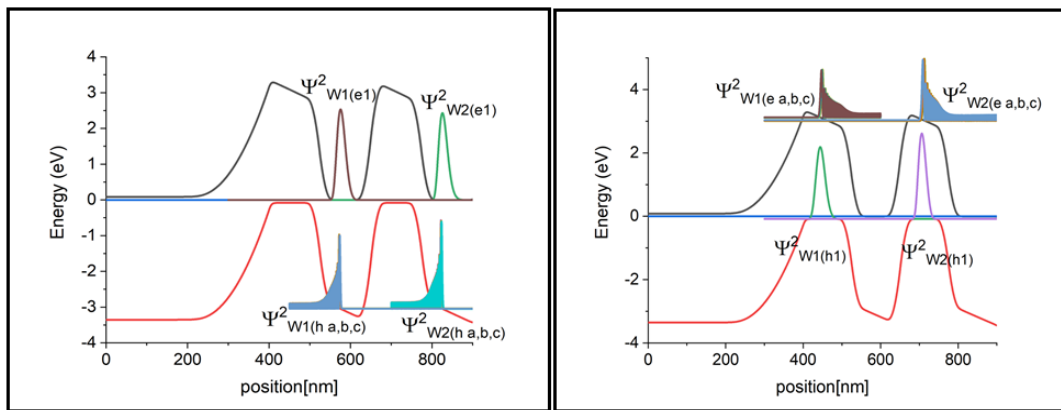 4
3
2
1
0
-1
-2
-3
-4
Energy (eV)
0 200 400 600 800
position[nm]
Ψ²W1(e1)
Ψ²W2(e1)
Ψ²W1(h a,b,c)
Ψ²W2(h a,b,c)
4
2
0
-2
-4
Energy (eV)
0 200 400 600 800
position[nm]
Ψ²W1(e a,b,c)
Ψ²W2(e a,b,c)
Ψ²W1(h1)
Ψ²W2(h1)